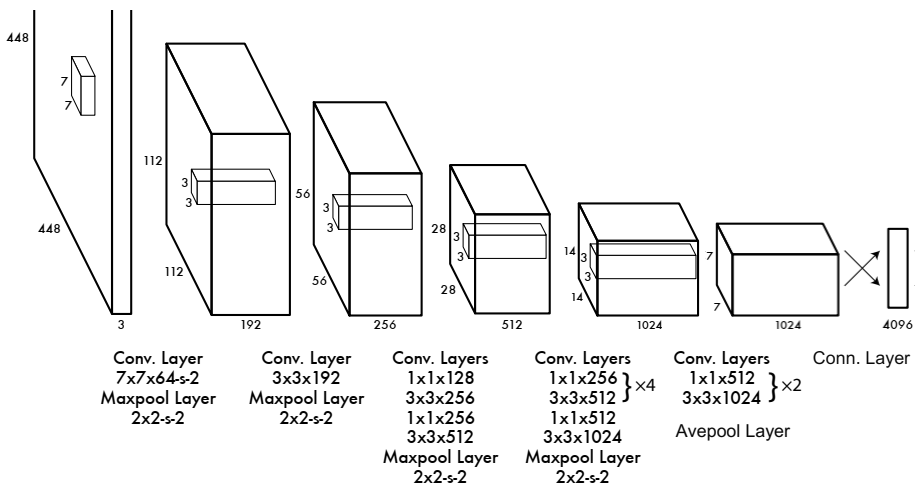 448
7
7
448
3
112
3
3
112
192
56
3
3
56
256
28
3
3
28
512
14
3
3
14
1024
7
7
1024
4096
Conv. Layer
7x7x64-s-2
Maxpool Layer
2x2-s-2
Conv. Layer
3x3x192
Maxpool Layer
2x2-s-2
Conv. Layers
1x1x128
3x3x256
1x1x256
3x3x512
Maxpool Layer
2x2-s-2
Conv. Layers
1x1x256
3x3x512
}×4
1x1x512
3x3x1024
Maxpool Layer
2x2-s-2
Conv. Layers
1x1x512
3x3x1024
}×2
Avepool Layer
Conn. Layer